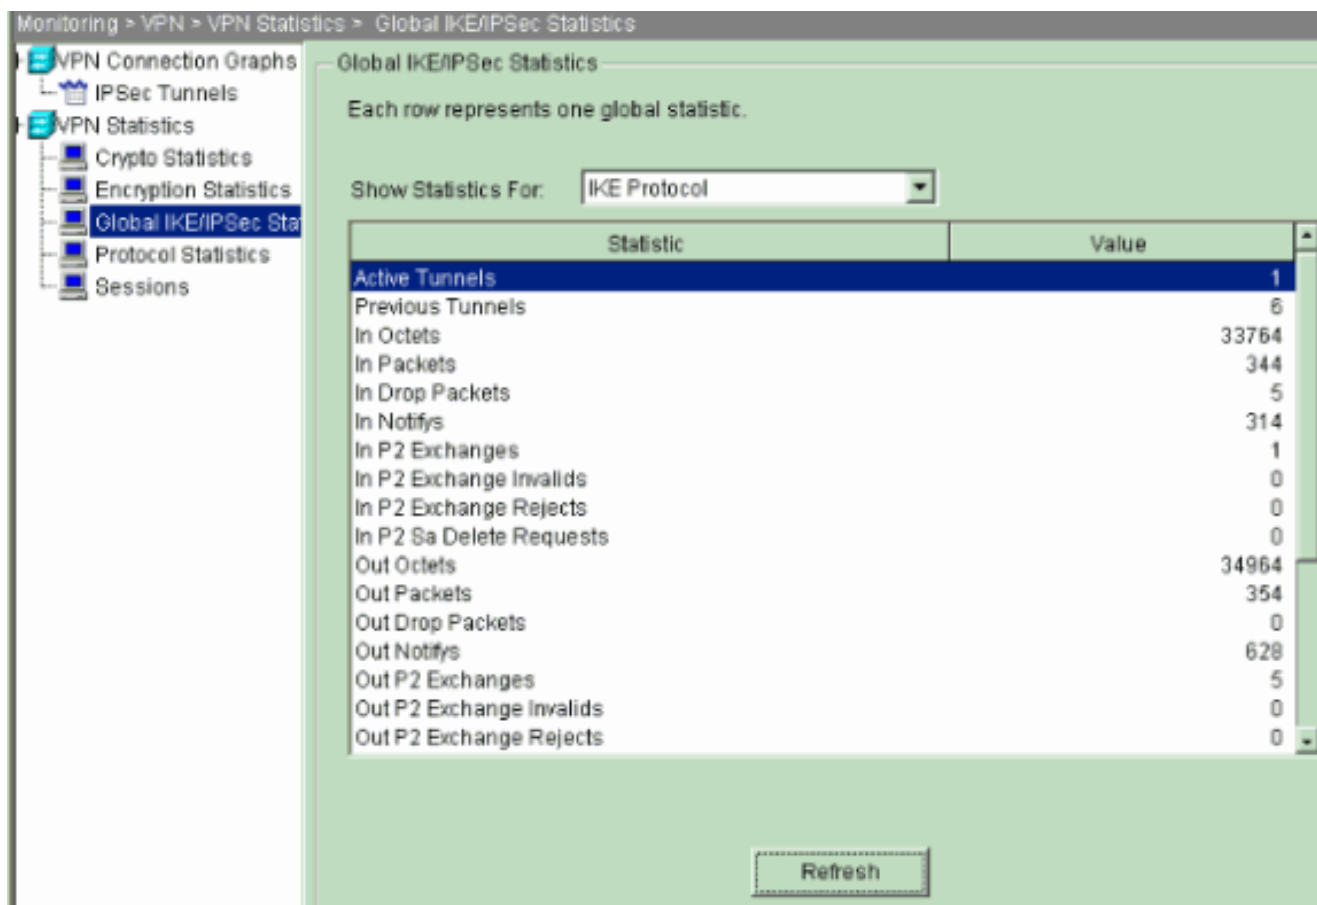 Monitoring > VPN > VPN Statistics > Global IKE/IPSec Statistics
VPN Connection Graphs
IPSec Tunnels
VPN Statistics
Crypto Statistics
Encryption Statistics
Global IKE/IPSec Sta
Protocol Statistics
Sessions
Global IKE/IPSec Statistics
Each row represents one global statistic.
Show Statistics For: IKE Protocol
Statistic Value
Active Tunnels 1
Previous Tunnels 6
In Octets 33764
In Packets 344
In Drop Packets 5
In Notifys 314
In P2 Exchanges 1
In P2 Exchange Invalids 0
In P2 Exchange Rejects 0
In P2 Sa Delete Requests 0
Out Octets 34964
Out Packets 354
Out Drop Packets 0
Out Notifys 628
Out P2 Exchanges 5
Out P2 Exchange Invalids 0
Out P2 Exchange Rejects 0
Refresh